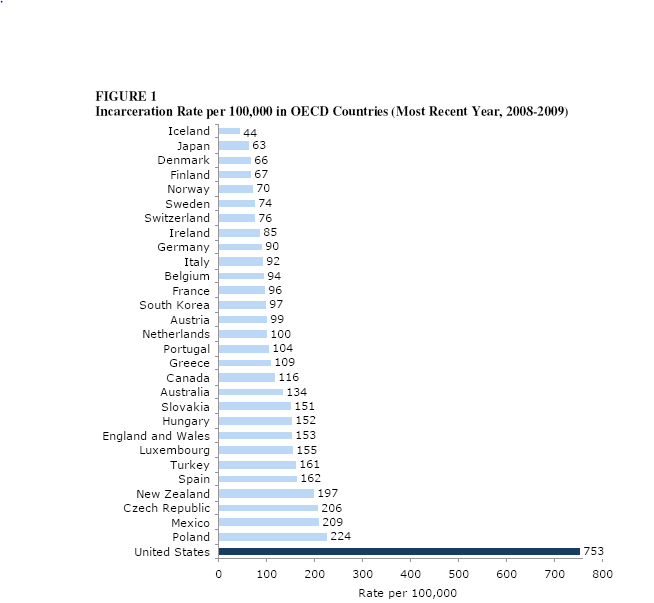 FIGURE 1
Incarceration Rate per 100,000 in OECD Countries (Most Recent Year, 2008-2009)
Iceland 44
Japan 63
Denmark 66
Finland 67
Norway 70
Sweden 74
Switzerland 76
Ireland 85
Germany 90
Italy 92
Belgium 94
France 96
South Korea 97
Austria 99
Netherlands 100
Portugal 104
Greece 109
Canada 116
Australia 134
Slovakia 151
Hungary 152
England and Wales 153
Luxembourg 155
Turkey 161
Spain 162
New Zealand 197
Czech Republic 206
Mexico 209
Poland 224
United States 753
0 100 200 300 400 500 600 700 800
Rate per 100,000